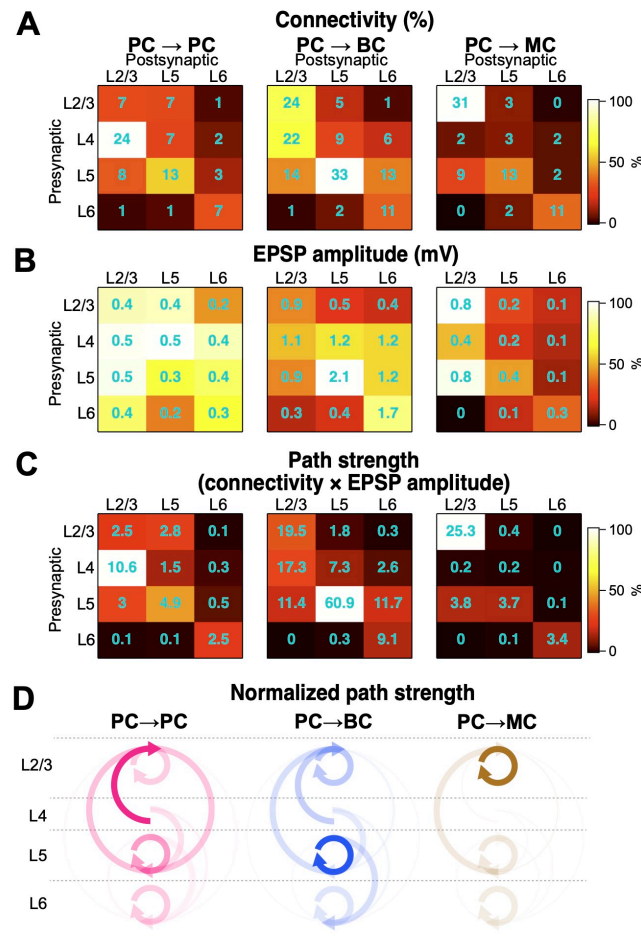 A
Connectivity (%)
PC → PC
PC → BC
PC → MC
Postsynaptic
Postsynaptic
Postsynaptic
L2/3 L5 L6
L2/3 L5 L6
L2/3 L5 L6
Presynaptic
L2/3 7 7 1 24 5 1 31 3 0
L4 24 7 2 22 9 6 2 3 2
L5 8 13 3 14 33 13 9 13 2
L6 1 1 7 1 2 11 0 2 11
100
50
0
%
B
EPSP amplitude (mV)
L2/3 L5 L6
L2/3 L5 L6
L2/3 L5 L6
Presynaptic
L2/3 0.4 0.4 0.2 0.9 0.5 0.4 0.8 0.2 0.1
L4 0.5 0.5 0.4 1.1 1.2 1.2 0.4 0.2 0.1
L5 0.5 0.3 0.4 0.9 2.1 1.2 0.8 0.4 0.1
L6 0.4 0.2 0.3 0.3 0.4 1.7 0 0.1 0.3
100
50
0
%
C
Path strength
(connectivity × EPSP amplitude)
L2/3 L5 L6
L2/3 L5 L6
L2/3 L5 L6
Presynaptic
L2/3 2.5 2.8 0.1 19.5 1.8 0.3 25.3 0.4 0
L4 10.6 1.5 0.3 17.3 7.3 2.6 0.2 0.2 0
L5 3 4.9 0.5 11.4 60.9 11.7 3.8 3.7 0.1
L6 0.1 0.1 2.5 0 0.3 9.1 0 0.1 3.4
100
50
0
%
D
Normalized path strength
PC→PC
PC→BC
PC→MC
L2/3
L4
L5
L6